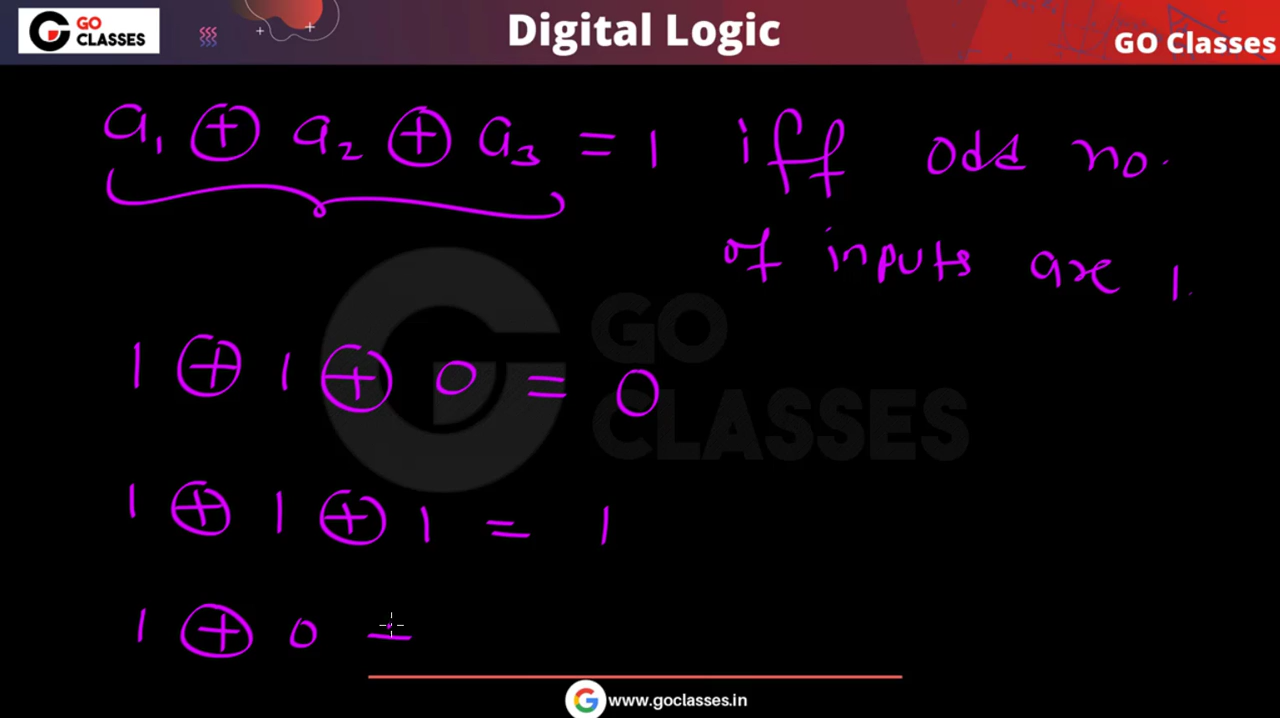 GO CLASSES
Digital Logic
GO Classes
a₁ ⊕ a₂ ⊕ a₃ = 1 iff odd no.
of inputs are 1.
GO
CLASSES
1 ⊕ 1 ⊕ 0 = 0
1 ⊕ 1 ⊕ 1 = 1
1 ⊕ 0
www.goclasses.in